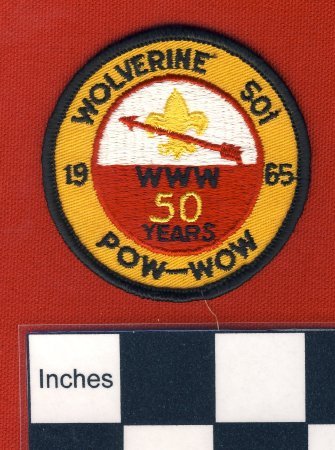 WOLVERINE 501
19 65
WWW
50
YEARS
POW-WOW
Inches